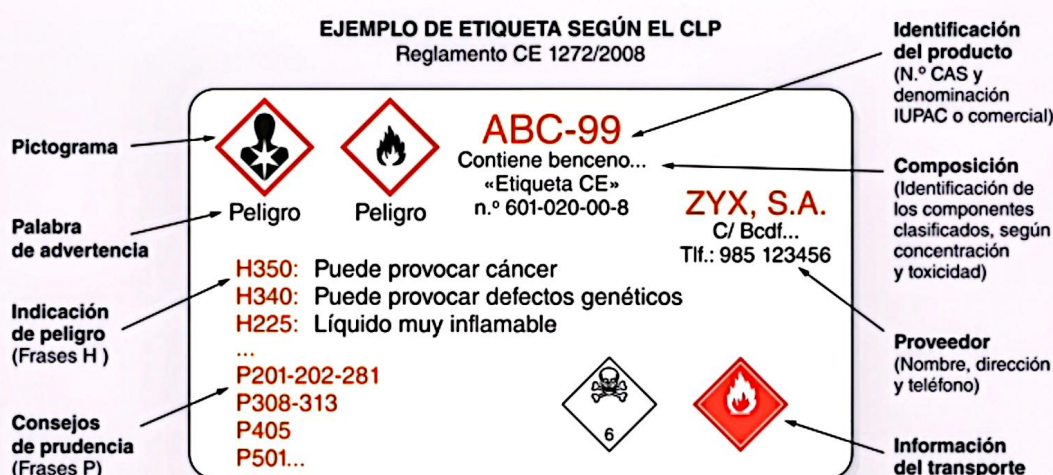 EJEMPLO DE ETIQUETA SEGÚN EL CLP
Reglamento CE 1272/2008
Pictograma
Palabra
de advertencia
Indicación
de peligro
(Frases H )
Consejos
de prudencia
(Frases P)
Peligro
Peligro
ABC-99
Contiene benceno...
«Etiqueta CE»
n.º 601-020-00-8
ZYX, S.A.
C/ Bcdf...
Tlf.: 985 123456
H350: Puede provocar cáncer
H340: Puede provocar defectos genéticos
H225: Líquido muy inflamable
...
P201-202-281
P308-313
P405
P501...
6
Identificación
del producto
(N.º CAS y
denominación
IUPAC o comercial)
Composición
(Identificación de
los componentes
clasificados, según
concentración
y toxicidad)
Proveedor
(Nombre, dirección
y teléfono)
Información
del transporte